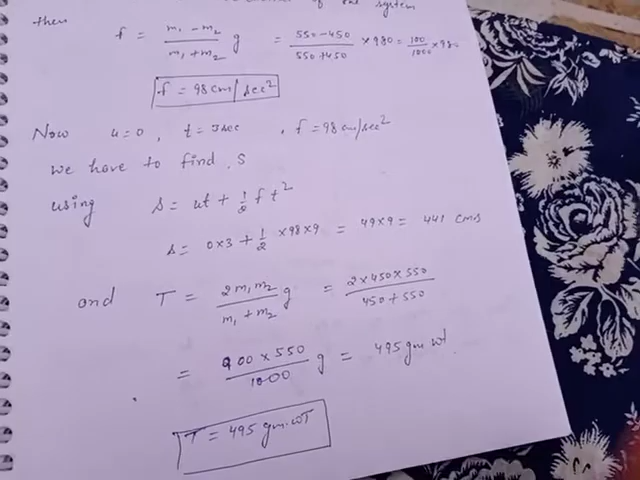 of the system
then
f = m₁ - m₂ / m₁ + m₂ g = 550 - 450 / 550 + 450 × 980 = 100 / 1000 × 980
f = 98 cm/sec²
Now u = 0, t = 3 sec, f = 98 cm/sec²
we have to find S
using s = ut + 1/2 f t²
s = 0×3 + 1/2 × 98 × 9 = 49×9 = 441 cms
and T = 2m₁m₂ / m₁ + m₂ g = 2×450×550 / 450 + 550
= 900 × 550 / 1000 g = 495 gm wt.
T = 495 gm.wT